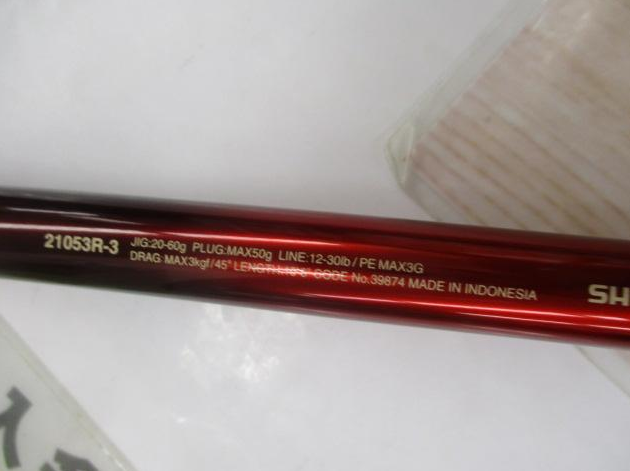 21053R-3
JIG:20-60g PLUG:MAX50g LINE:12-30lb / PE MAX3G
DRAG:MAX3kgf/45° LENGTH: CODE No.39874 MADE IN INDONESIA
SH